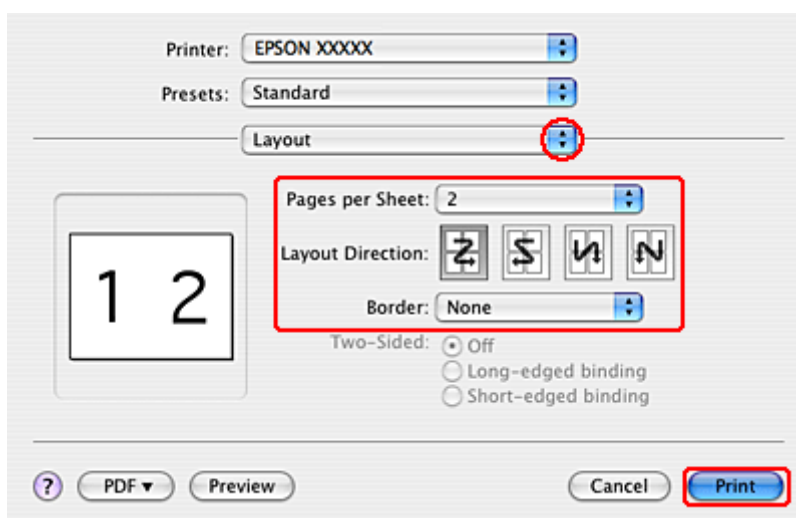 Printer: EPSON XXXXX
Presets: Standard
Layout
Pages per Sheet: 2
Layout Direction:
1 2
Border: None
Two-Sided: Off
Long-edged binding
Short-edged binding
? PDF▼ Preview Cancel Print